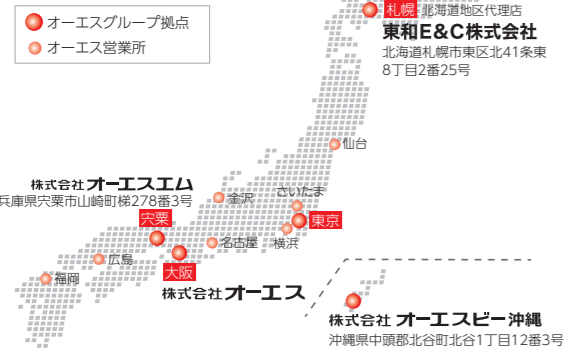 オーエスグループ拠点
オーエス営業所
札幌 北海道地区代理店
東和E&C株式会社
北海道札幌市東区北41条東
8丁目2番25号
仙台
株式会社 オーエスエム
兵庫県宍粟市山崎町梯278番3号
宍粟
金沢
さいたま
東京
横浜
名古屋
広島
福岡
大阪
株式会社 オーエス
株式会社 オーエスビー沖縄
沖縄県中頭郡北谷町北谷1丁目12番3号